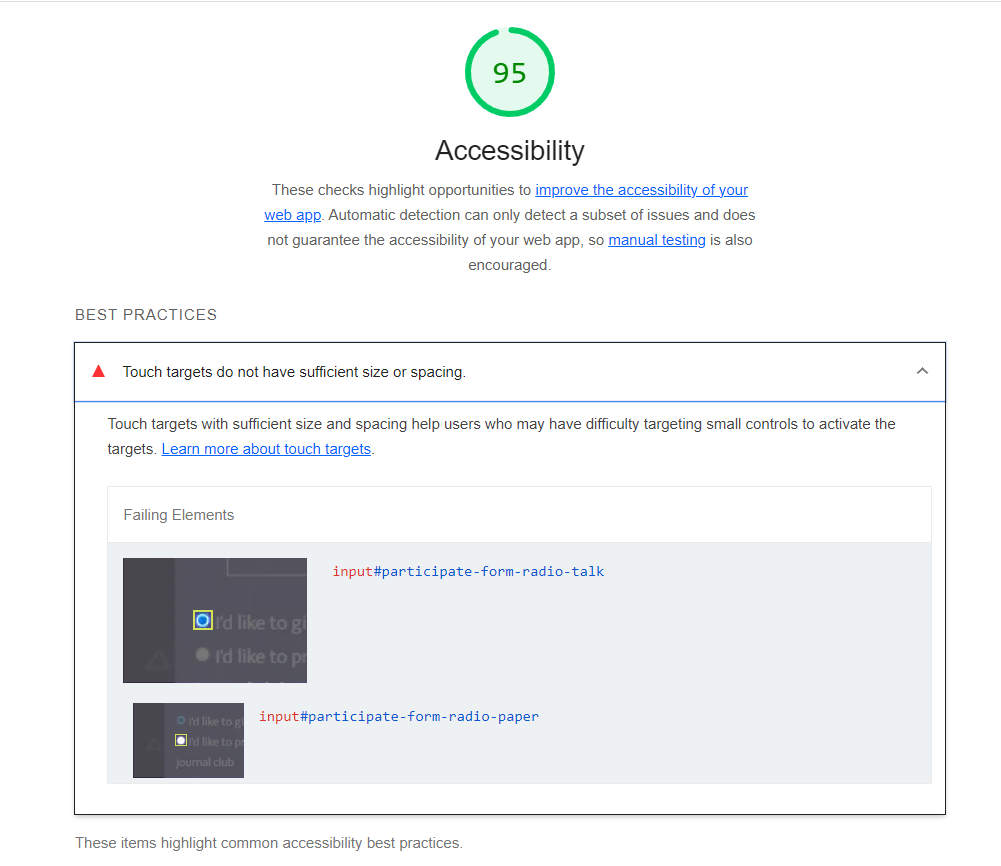 95
Accessibility
These checks highlight opportunities to improve the accessibility of your
web app. Automatic detection can only detect a subset of issues and does
not guarantee the accessibility of your web app, so manual testing is also
encouraged.
BEST PRACTICES
Touch targets do not have sufficient size or spacing.
Touch targets with sufficient size and spacing help users who may have difficulty targeting small controls to activate the
targets. Learn more about touch targets.
Failing Elements
input#participate-form-radio-talk
I'd like to gi
I'd like to pr
input#participate-form-radio-paper
I'd like to gi
I'd like to pr
journal club
These items highlight common accessibility best practices.